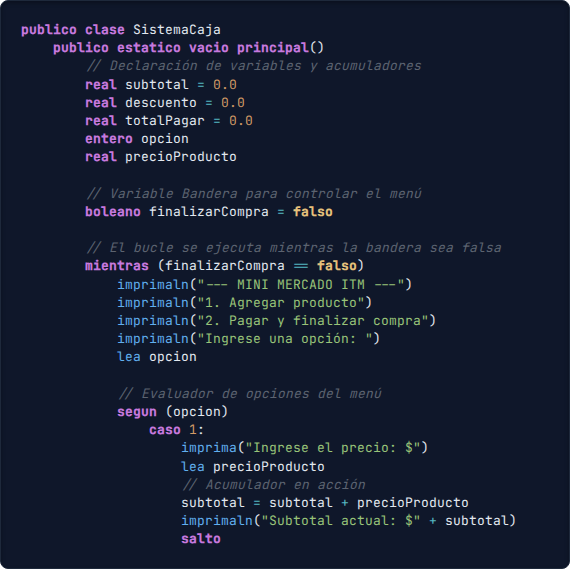 publico clase SistemaCaja
    publico estatico vacio principal()
        // Declaración de variables y acumuladores
        real subtotal = 0.0
        real descuento = 0.0
        real totalPagar = 0.0
        entero opcion
        real precioProducto

        // Variable Bandera para controlar el menú
        boleano finalizarCompra = falso

        // El bucle se ejecuta mientras la bandera sea falsa
        mientras (finalizarCompra == falso)
            imprimaln("--- MINI MERCADO ITM ---")
            imprimaln("1. Agregar producto")
            imprimaln("2. Pagar y finalizar compra")
            imprimaln("Ingrese una opción: ")
            lea opcion

            // Evaluador de opciones del menú
            segun (opcion)
                caso 1:
                    imprima("Ingrese el precio: $")
                    lea precioProducto
                    // Acumulador en acción
                    subtotal = subtotal + precioProducto
                    imprimaln("Subtotal actual: $" + subtotal)
                    salto